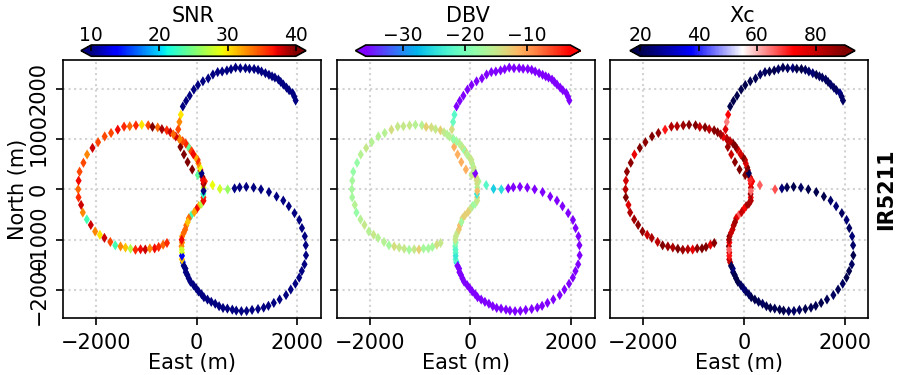 SNR DBV Xc
10 20 30 40 −30 −20 −10 20 40 60 80
North (m)
2000
1000
0
−1000
−2000
−2000 0 2000 −2000 0 2000 −2000 0 2000
East (m) East (m) East (m)
IR5211